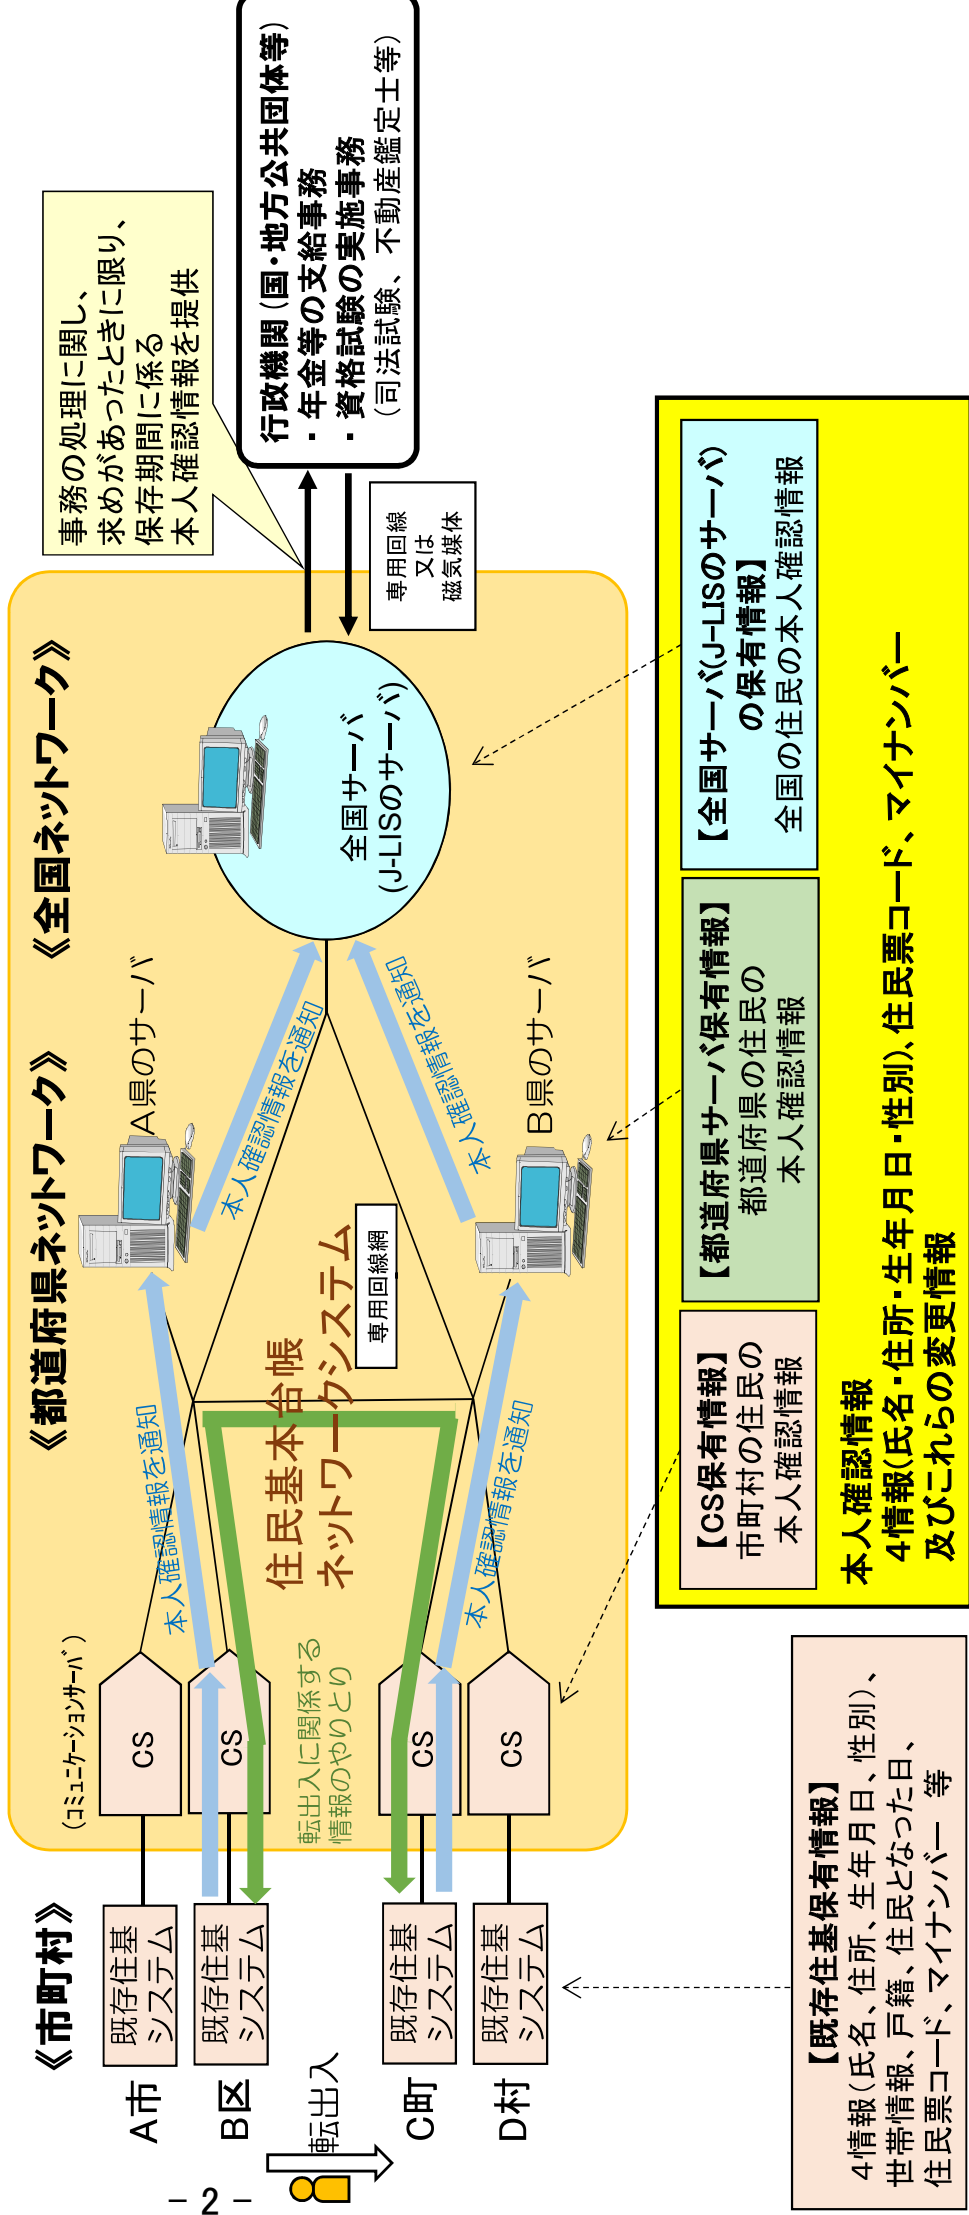 《市町村》
《都道府県ネットワーク》
《全国ネットワーク》
(コミュニケーションサーバ)
A市
既存住基
システム
CS
B区
既存住基
システム
CS
転出入
C町
既存住基
システム
CS
D村
既存住基
システム
CS
本人確認情報を通知
本人確認情報を通知
転出入に関係する
情報のやりとり
住民基本台帳
ネットワークシステム
専用回線網
A県のサーバ
B県のサーバ
本人確認情報を通知
本人確認情報を通知
全国サーバ
(J-LISのサーバ)
事務の処理に関し、
求めがあったときに限り、
保存期間に係る
本人確認情報を提供
専用回線
又は
磁気媒体
行政機関(国・地方公共団体等)
・年金等の支給事務
・資格試験の実施事務
(司法試験、不動産鑑定士等)
【既存住基保有情報】
4情報(氏名、住所、生年月日、性別)、
世帯情報、戸籍、住民となった日、
住民票コード、マイナンバー 等
【CS保有情報】
市町村の住民の
本人確認情報
【都道府県サーバ保有情報】
都道府県の住民の
本人確認情報
【全国サーバ(J-LISのサーバ)
の保有情報】
全国の住民の本人確認情報
本人確認情報
4情報(氏名・住所・生年月日・性別)、住民票コード、マイナンバー
及びこれらの変更情報
- 2 -